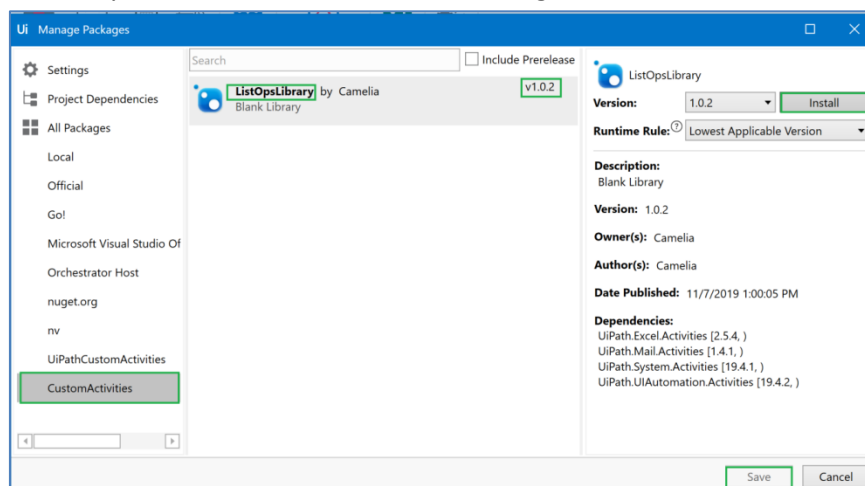 Ui Manage Packages
Settings
Project Dependencies
All Packages
Local
Official
Go!
Microsoft Visual Studio Of
Orchestrator Host
nuget.org
nv
UiPathCustomActivities
CustomActivities
Search
Include Prerelease
ListOpsLibrary by Camelia
v1.0.2
Blank Library
ListOpsLibrary
Version: 1.0.2 Install
Runtime Rule: ? Lowest Applicable Version
Description:
Blank Library
Version: 1.0.2
Owner(s): Camelia
Author(s): Camelia
Date Published: 11/7/2019 1:00:05 PM
Dependencies:
UiPath.Excel.Activities [2.5.4, )
UiPath.Mail.Activities [1.4.1, )
UiPath.System.Activities [19.4.1, )
UiPath.UIAutomation.Activities [19.4.2, )
Save Cancel